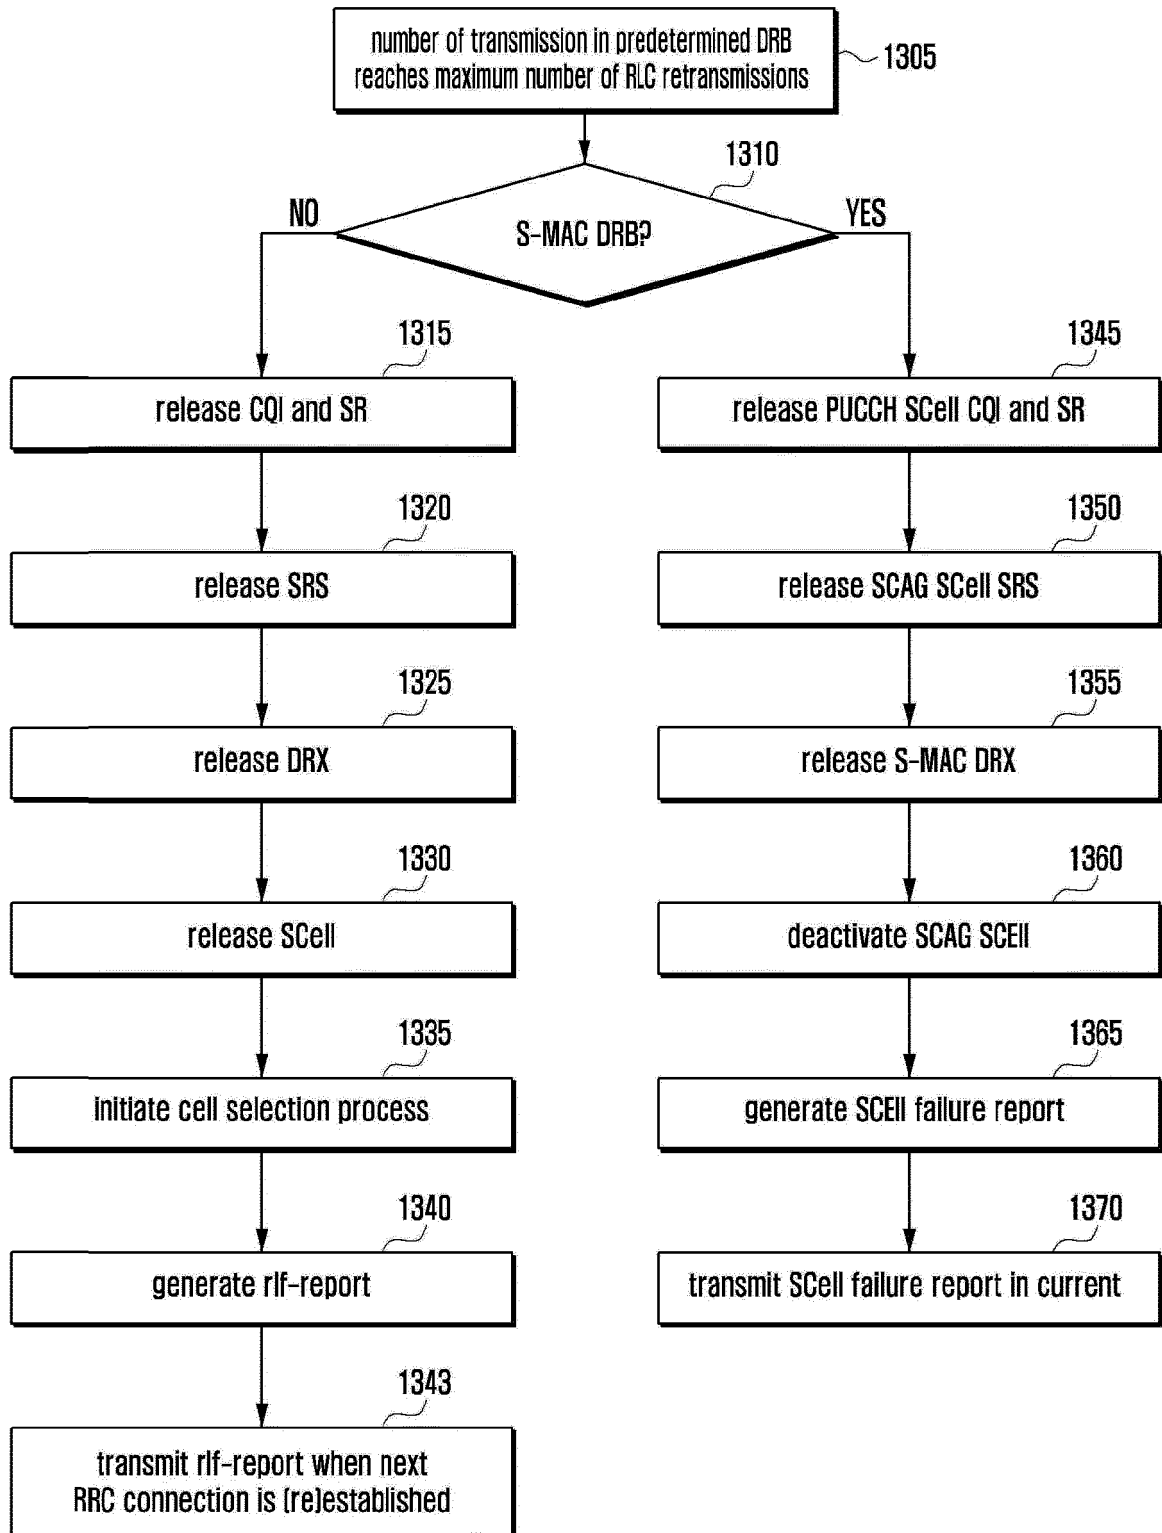 number of transmission in predetermined DRB
reaches maximum number of RLC retransmissions
1305
1310
S-MAC DRB?
NO
YES
1315
release CQI and SR
1320
release SRS
1325
release DRX
1330
release SCell
1335
initiate cell selection process
1340
generate rlf-report
1343
transmit rlf-report when next
RRC connection is (re)established
1345
release PUCCH SCell CQI and SR
1350
release SCAG SCell SRS
1355
release S-MAC DRX
1360
deactivate SCAG SCEll
1365
generate SCEll failure report
1370
transmit SCell failure report in current